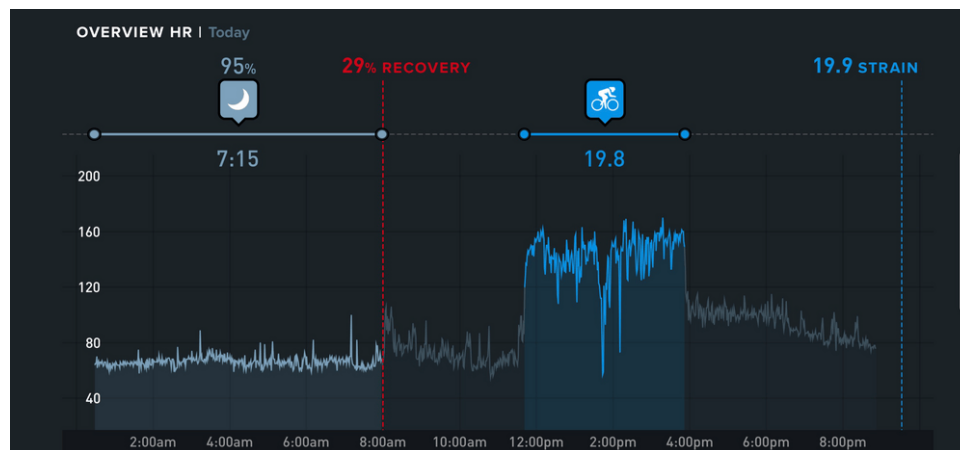 OVERVIEW HR | Today
95%
29% RECOVERY
19.9 STRAIN
7:15
19.8
200
160
120
80
40
2:00am 4:00am 6:00am 8:00am 10:00am 12:00pm 2:00pm 4:00pm 6:00pm 8:00pm